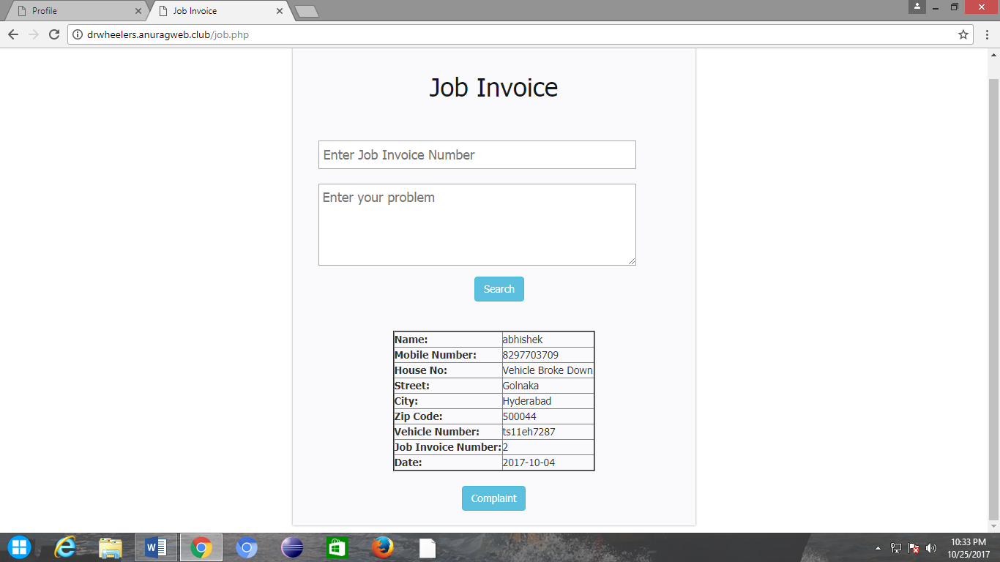 Profile
Job Invoice
drwheelers.anuragweb.club/job.php
Job Invoice
Enter Job Invoice Number
Enter your problem
Search
Name: abhishek
Mobile Number: 8297703709
House No: Vehicle Broke Down
Street: Golnaka
City: Hyderabad
Zip Code: 500044
Vehicle Number: ts11eh7287
Job Invoice Number: 2
Date: 2017-10-04
Complaint
10:33 PM
10/25/2017